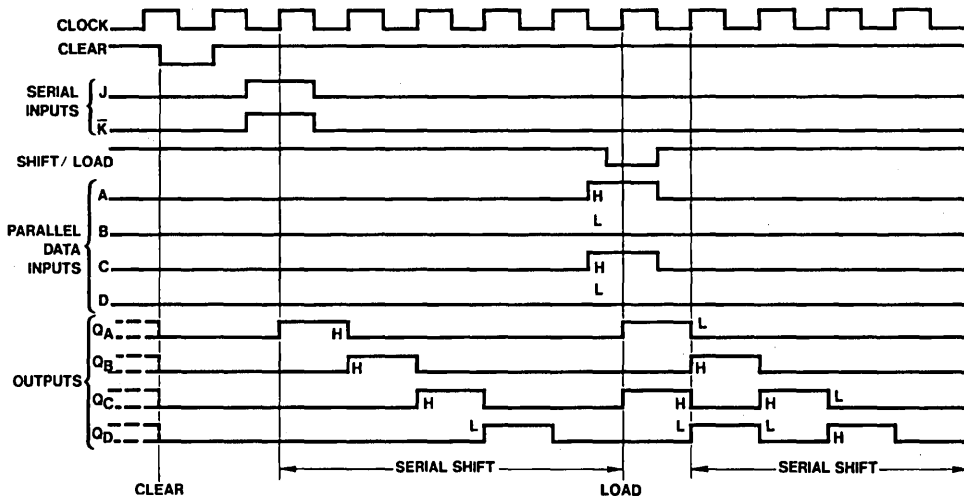 CLOCK
CLEAR
SERIAL
INPUTS
J
K̅
SHIFT / LOAD
PARALLEL
DATA
INPUTS
A
H
B
L
C
H
D
L
OUTPUTS
QA
H
L
QB
H
H
QC
H
H
H
L
QD
L
L
L
H
SERIAL SHIFT
SERIAL SHIFT
CLEAR
LOAD